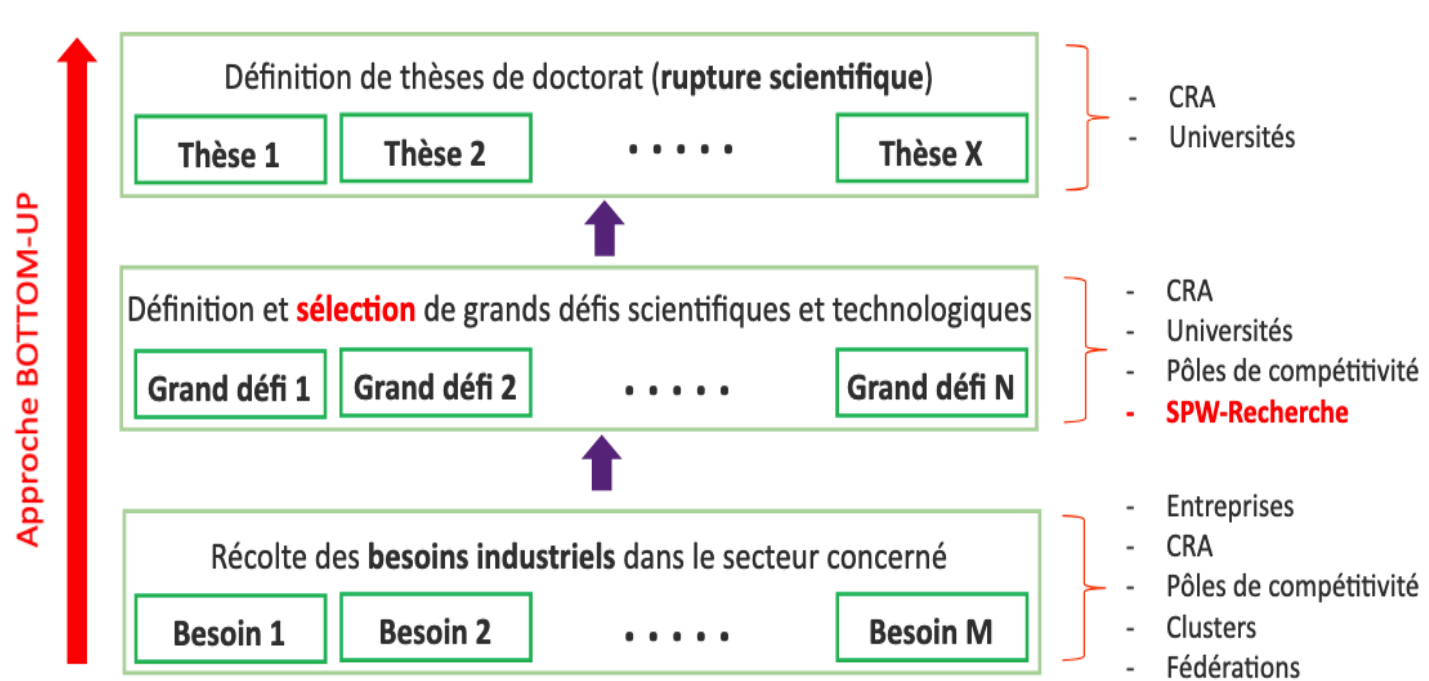 Approche BOTTOM-UP
Définition de thèses de doctorat (rupture scientifique)
Thèse 1
Thèse 2
.....
Thèse X
- CRA
- Universités
Définition et sélection de grands défis scientifiques et technologiques
Grand défi 1
Grand défi 2
.....
Grand défi N
- CRA
- Universités
- Pôles de compétitivité
- SPW-Recherche
Récolte des besoins industriels dans le secteur concerné
Besoin 1
Besoin 2
.....
Besoin M
- Entreprises
- CRA
- Pôles de compétitivité
- Clusters
- Fédérations